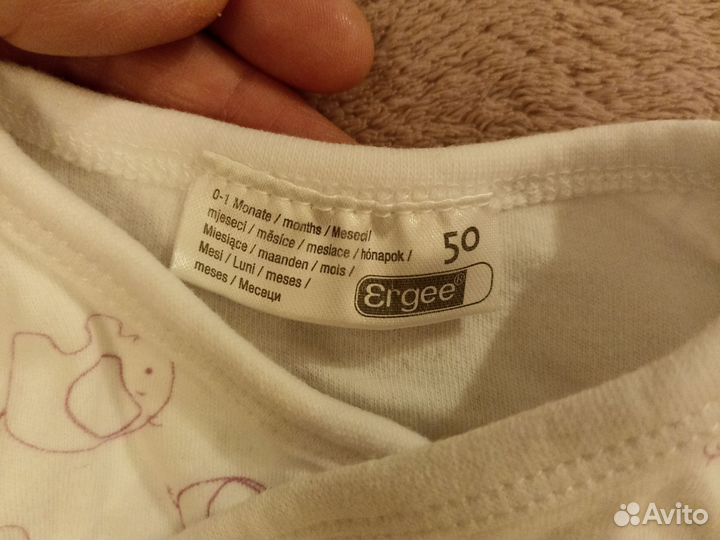 0-1 Monate / months / Meseci
mjeseci / měsíce / mesiace / hónapok /
Miesiące / maanden / mois /
Mesi / Luni / meses /
meses / Месеци
50
ergee®
Avito